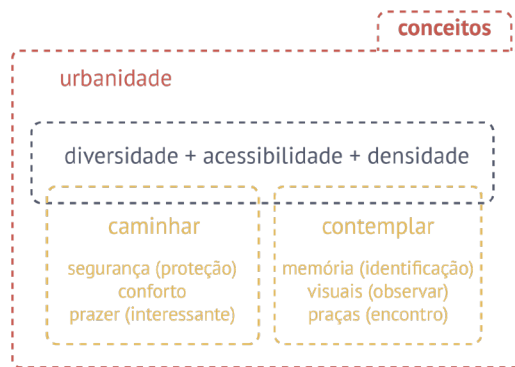 conceitos
urbanidade
diversidade + acessibilidade + densidade
caminhar
segurança (proteção)
conforto
prazer (interessante)
contemplar
memória (identificação)
visuais (observar)
praças (encontro)